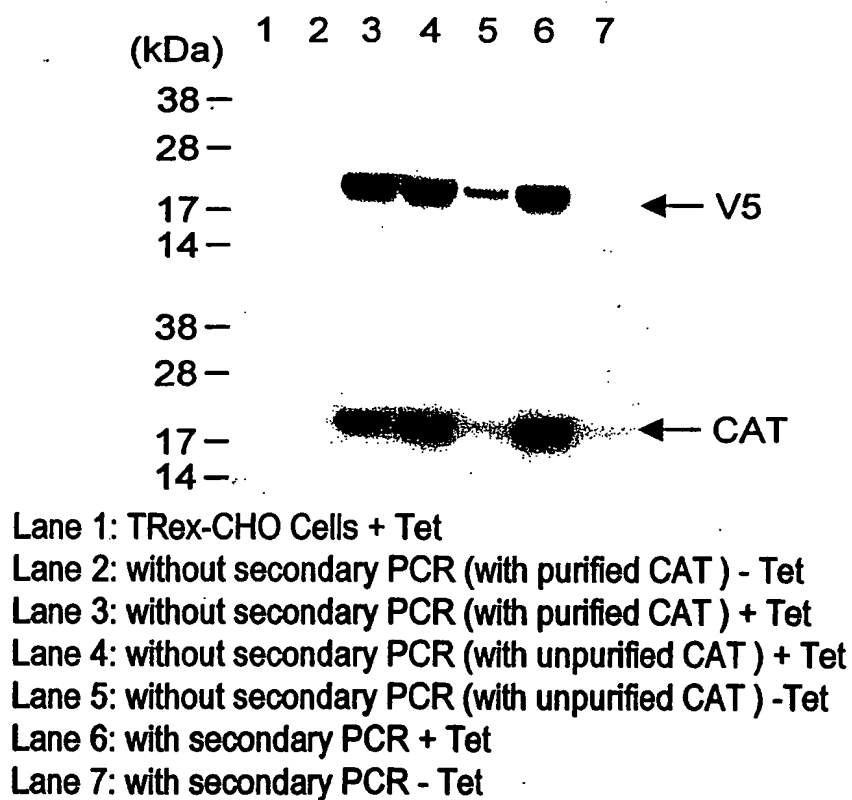 1 2 3 4 5 6 7
(kDa)
38
28
17
14
V5
38
28
17
14
CAT
Lane 1: TRex-CHO Cells + Tet
Lane 2: without secondary PCR (with purified CAT ) - Tet
Lane 3: without secondary PCR (with purified CAT ) + Tet
Lane 4: without secondary PCR (with unpurified CAT ) + Tet
Lane 5: without secondary PCR (with unpurified CAT ) -Tet
Lane 6: with secondary PCR + Tet
Lane 7: with secondary PCR - Tet